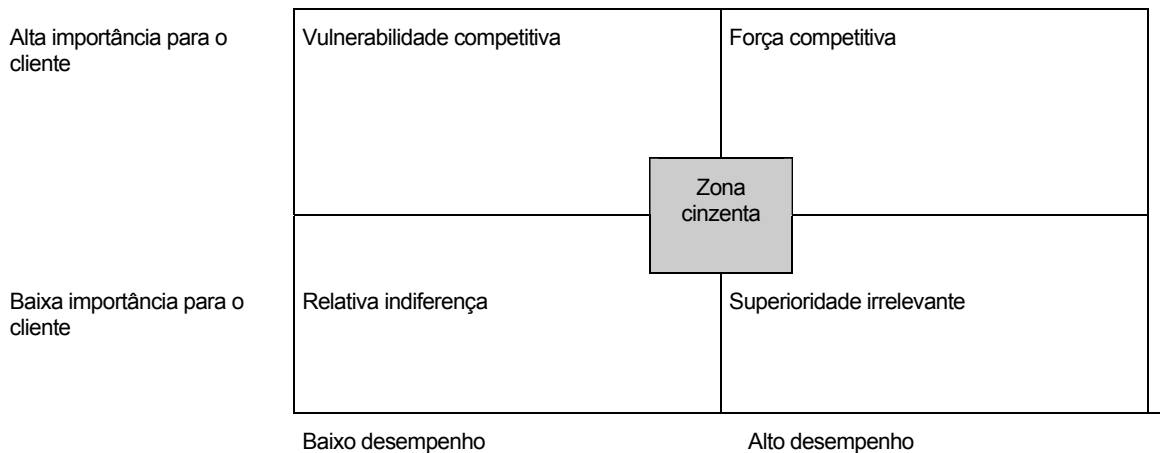 Alta importância para o
cliente
Vulnerabilidade competitiva
Força competitiva
Zona
cinzenta
Baixa importância para o
cliente
Relativa indiferença
Superioridade irrelevante
Baixo desempenho
Alto desempenho